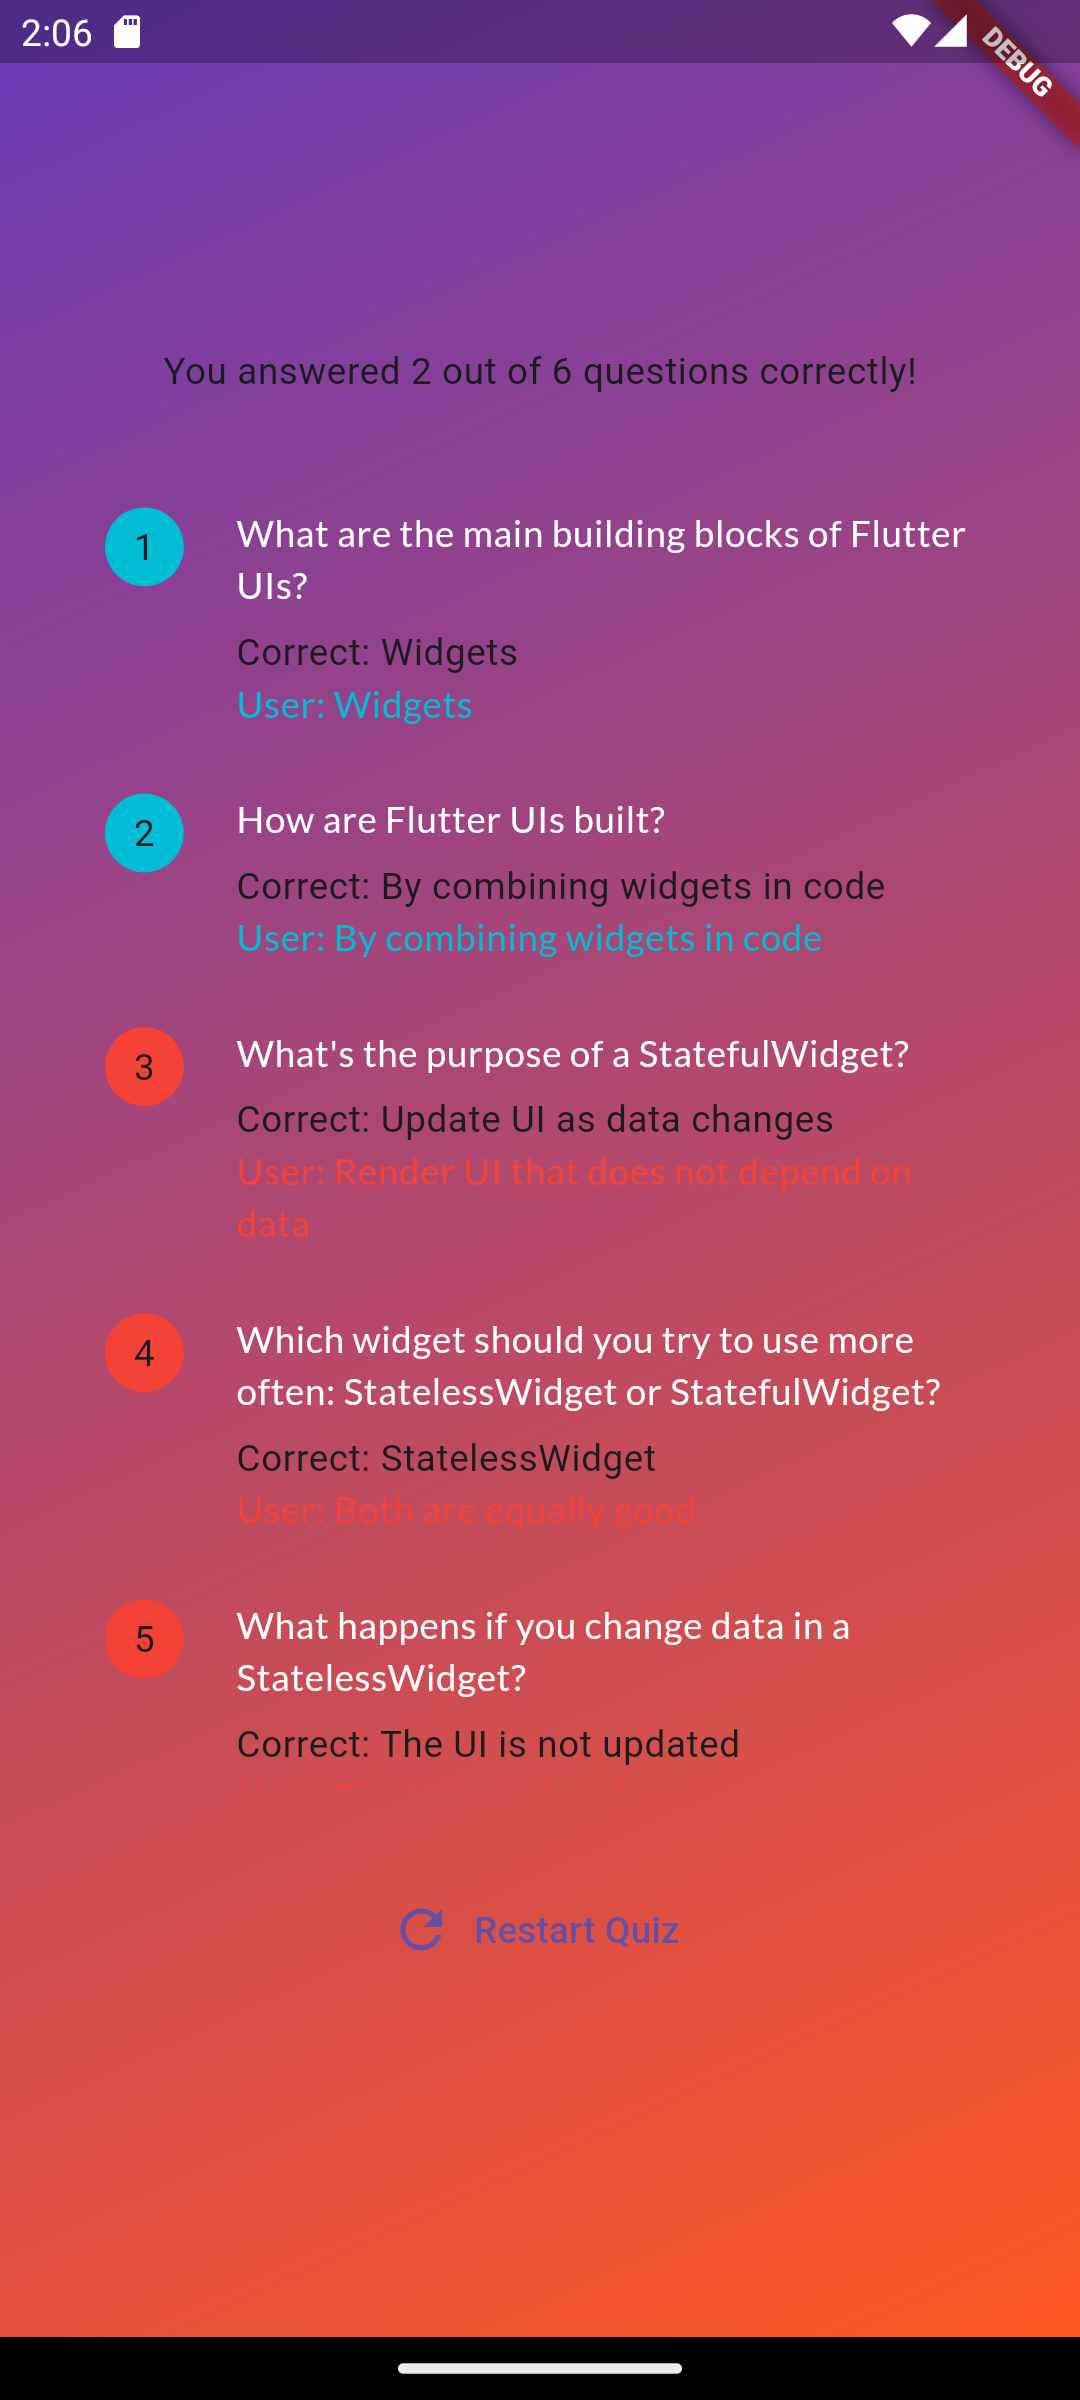 2:06
DEBUG
You answered 2 out of 6 questions correctly!
1
What are the main building blocks of Flutter
UIs?
Correct: Widgets
User: Widgets
2
How are Flutter UIs built?
Correct: By combining widgets in code
User: By combining widgets in code
3
What's the purpose of a StatefulWidget?
Correct: Update UI as data changes
User: Render UI that does not depend on
data
4
Which widget should you try to use more
often: StatelessWidget or StatefulWidget?
Correct: StatelessWidget
User: Both are equally good
5
What happens if you change data in a
StatelessWidget?
Correct: The UI is not updated
Restart Quiz